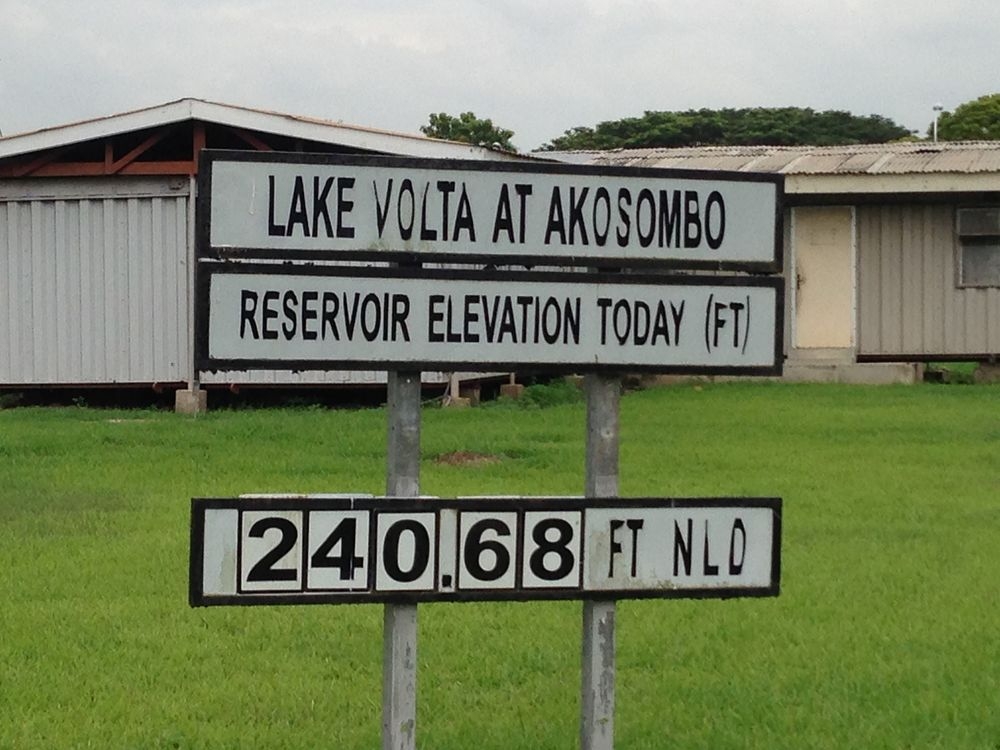 LAKE VOLTA AT AKOSOMBO
RESERVOIR ELEVATION TODAY (FT)
240.68 FT NLD